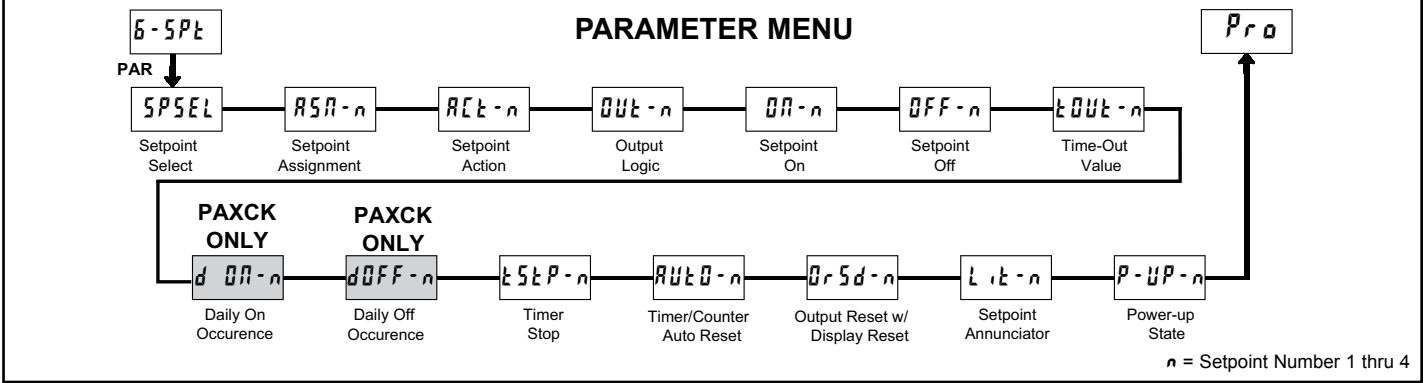 6-SPt
PARAMETER MENU
Pro
PAR
SPSEL
ASN-n
ACt-n
OUt-n
ON-n
OFF-n
tOUt-n
Setpoint
Select
Setpoint
Assignment
Setpoint
Action
Output
Logic
Setpoint
On
Setpoint
Off
Time-Out
Value
PAXCK
ONLY
PAXCK
ONLY
d ON-n
dOFF-n
tStP-n
AUtO-n
OrSd-n
Lit-n
P-UP-n
Daily On
Occurence
Daily Off
Occurence
Timer
Stop
Timer/Counter
Auto Reset
Output Reset w/
Display Reset
Setpoint
Annunciator
Power-up
State
n = Setpoint Number 1 thru 4